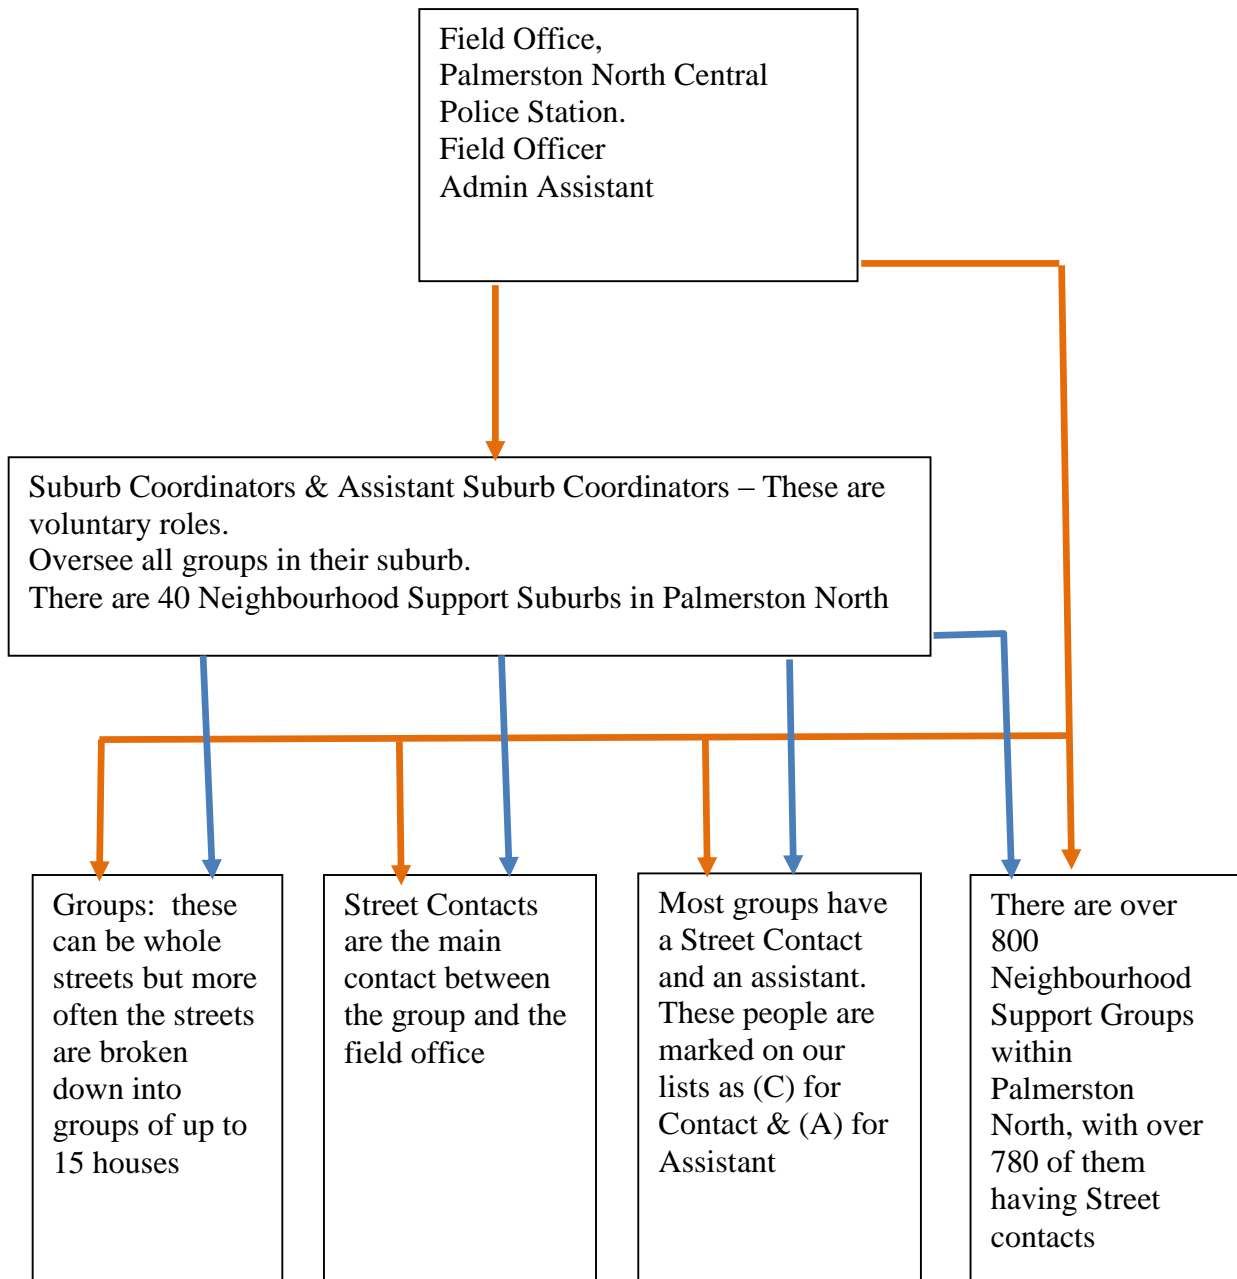 Field Office,
Palmerston North Central
Police Station.
Field Officer
Admin Assistant
Suburb Coordinators & Assistant Suburb Coordinators – These are
voluntary roles.
Oversee all groups in their suburb.
There are 40 Neighbourhood Support Suburbs in Palmerston North
Groups:  these
can be whole
streets but more
often the streets
are broken
down into
groups of up to
15 houses
Street Contacts
are the main
contact between
the group and the
field office
Most groups have
a Street Contact
and an assistant.
These people are
marked on our
lists as (C) for
Contact & (A) for
Assistant
There are over
800
Neighbourhood
Support Groups
within
Palmerston
North, with over
780 of them
having Street
contacts